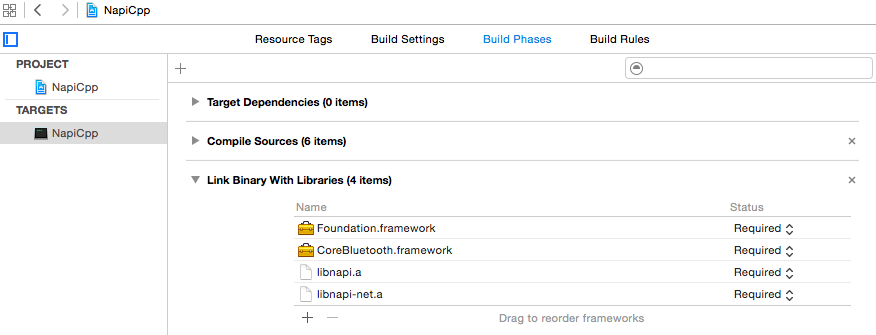 NapiCpp
Resource Tags Build Settings Build Phases Build Rules
PROJECT
NapiCpp
TARGETS
NapiCpp
Target Dependencies (0 items)
Compile Sources (6 items)
Link Binary With Libraries (4 items)
Name Status
Foundation.framework Required
CoreBluetooth.framework Required
libnapi.a Required
libnapi-net.a Required
Drag to reorder frameworks